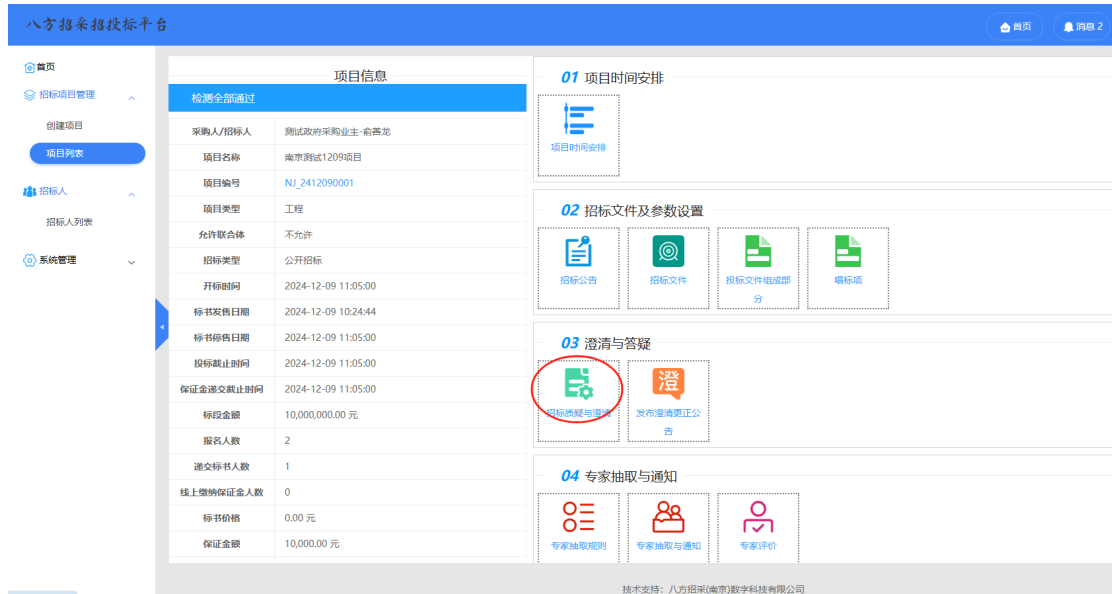 八方招采招投标平台
首页
消息 2
首页
招标项目管理
创建项目
项目列表
招标人
招标人列表
系统管理
项目信息
检测全部通过
采购人/招标人 测试政府采购业主-俞善龙
项目名称 南京测试1209项目
项目编号 NJ_2412090001
项目类型 工程
允许联合体 不允许
招标类型 公开招标
开标时间 2024-12-09 11:05:00
标书发售日期 2024-12-09 10:24:44
标书停售日期 2024-12-09 11:05:00
投标截止时间 2024-12-09 11:05:00
保证金递交截止时间 2024-12-09 11:05:00
标段金额 10,000,000.00 元
报名人数 2
递交标书人数 1
线上缴纳保证金人数 0
标书价格 0.00 元
保证金额 10,000.00 元
01 项目时间安排
项目时间安排
02 招标文件及参数设置
招标公告
招标文件
投标文件组成部
分
唱标项
03 澄清与答疑
招标质疑与澄清
澄
发布澄清更正公
告
04 专家抽取与通知
专家抽取规则
专家抽取与通知
专家评价
技术支持：八方招采(南京)数字科技有限公司